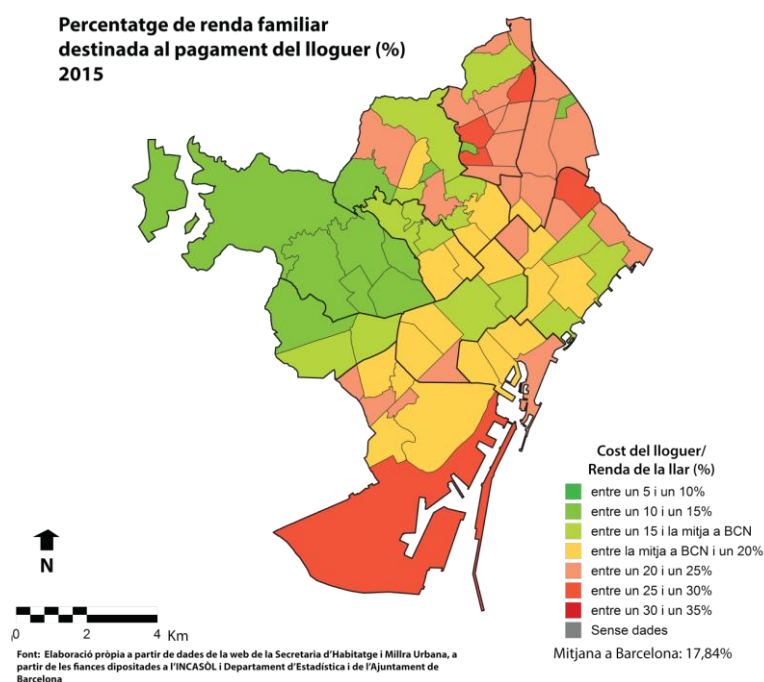 Percentatge de renda familiar
destinada al pagament del lloguer (%)
2015
Cost del lloguer/
Renda de la llar (%)
entre un 5 i un 10%
entre un 10 i un 15%
entre un 15 i la mitja a BCN
entre la mitja a BCN i un 20%
entre un 20 i un 25%
entre un 25 i un 30%
entre un 30 i un 35%
Sense dades
Mitjana a Barcelona: 17,84%
N
0 2 4 Km
Font: Elaboració pròpia a partir de dades de la web de la Secretaria d'Habitatge i Millra Urbana, a
partir de les fiances dipositades a l'INCASÒL i Departament d'Estadística i de l'Ajuntament de
Barcelona